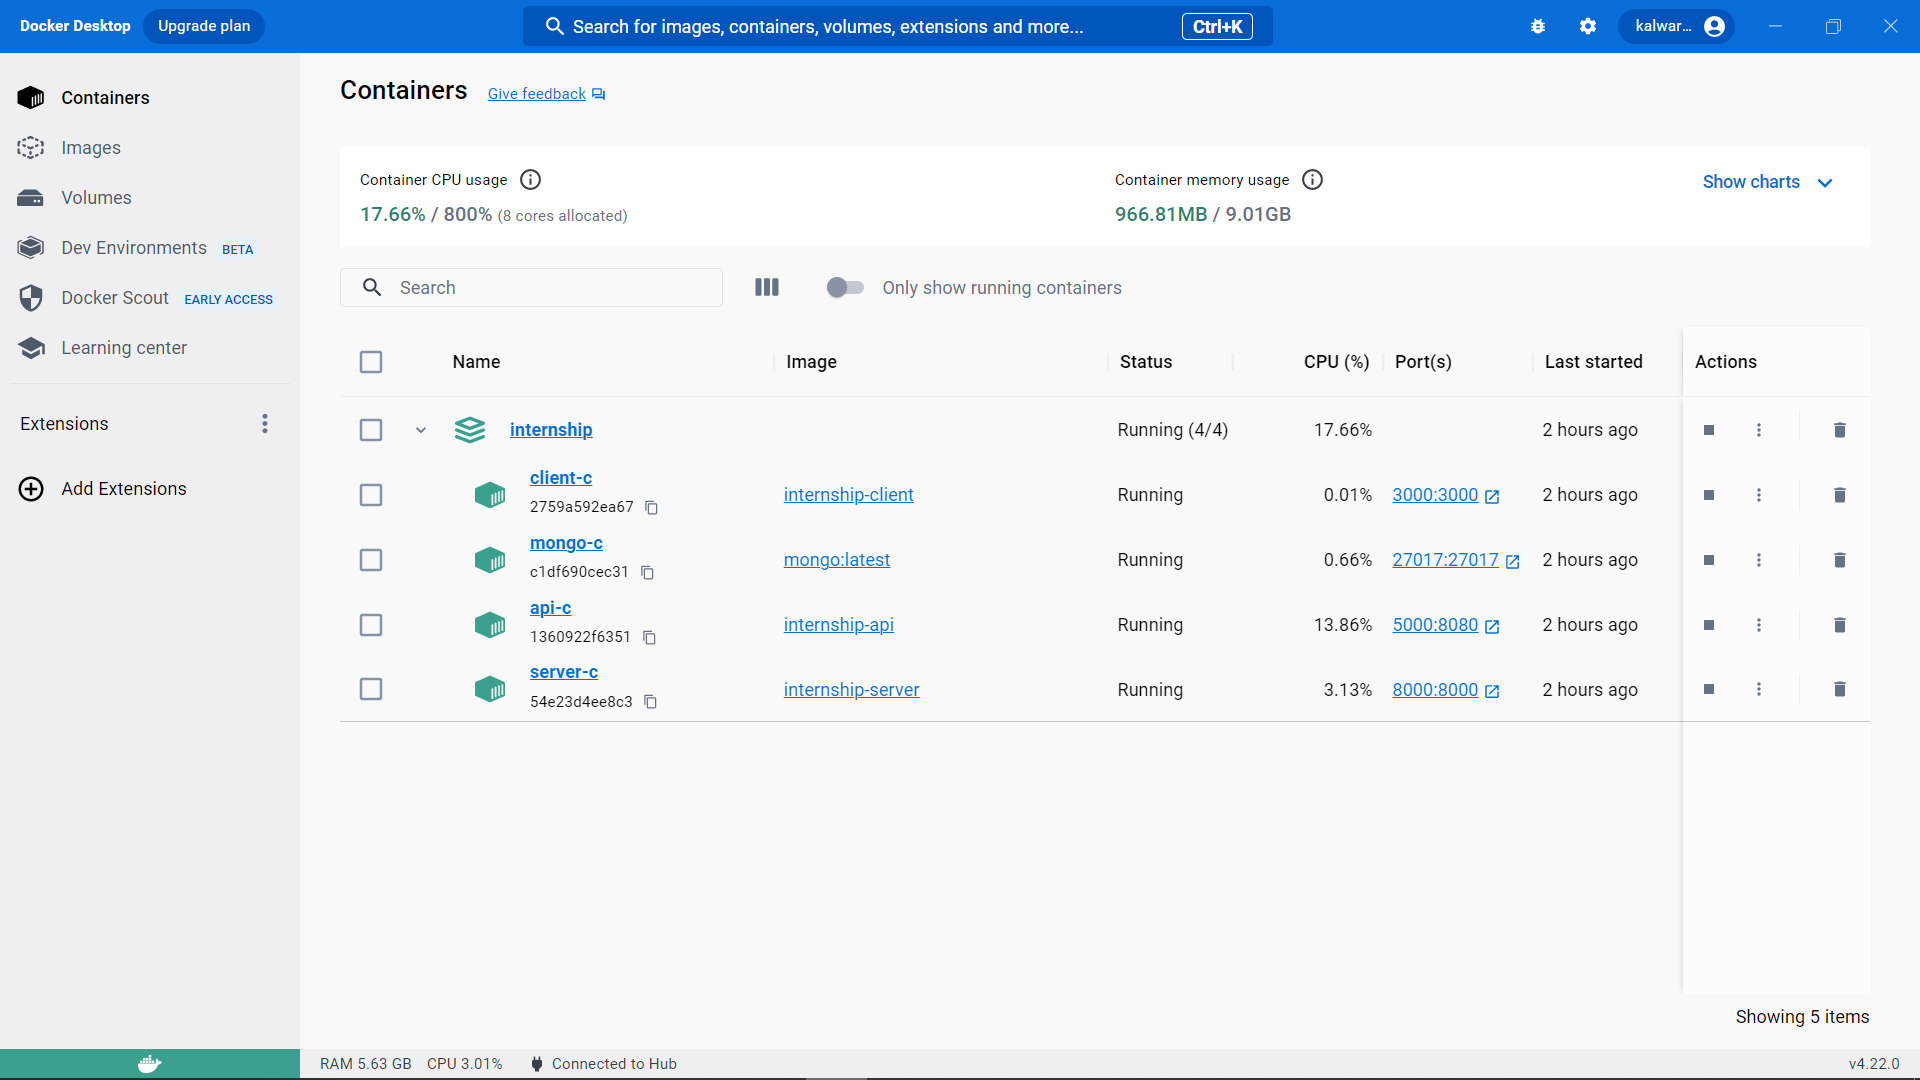 Docker Desktop Upgrade plan Search for images, containers, volumes, extensions and more... Ctrl+K kalwar...
Containers
Images
Volumes
Dev Environments BETA
Docker Scout EARLY ACCESS
Learning center
Extensions
Add Extensions
Containers Give feedback
Container CPU usage
17.66% / 800% (8 cores allocated)
Container memory usage
966.81MB / 9.01GB
Show charts
Search
Only show running containers
Name Image Status CPU (%) Port(s) Last started Actions
internship Running (4/4) 17.66% 2 hours ago
client-c
2759a592ea67
internship-client Running 0.01% 3000:3000 2 hours ago
mongo-c
c1df690cec31
mongo:latest Running 0.66% 27017:27017 2 hours ago
api-c
1360922f6351
internship-api Running 13.86% 5000:8080 2 hours ago
server-c
54e23d4ee8c3
internship-server Running 3.13% 8000:8000 2 hours ago
Showing 5 items
RAM 5.63 GB CPU 3.01% Connected to Hub v4.22.0